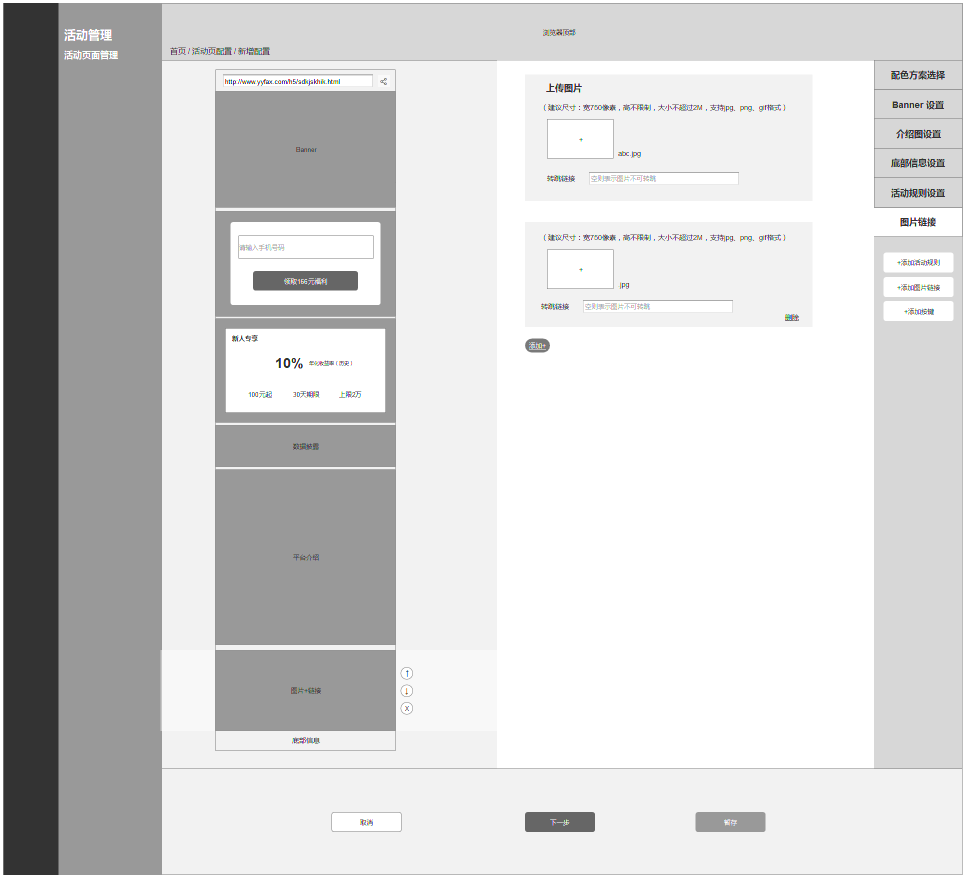 活动管理
活动页面管理
浏览器顶部
首页 / 活动页配置 / 新增配置
http://www.yyfax.com/h5/sdkjskhik.html
Banner
请输入手机号码
领取166元福利
新人专享
10% 年化收益率（历史）
100元起 30天期限 上限2万
数据披露
平台介绍
图片+链接
↑
↓
X
底部信息
上传图片
（ 建议尺寸：宽750像素，高不限制，大小不超过2M，支持jpg、png、gif格式 ）
+
abc.jpg
转跳链接 空则表示图片不可转跳
（ 建议尺寸：宽750像素，高不限制，大小不超过2M，支持jpg、png、gif格式 ）
+
.jpg
转跳链接 空则表示图片不可转跳
删除
添加+
配色方案选择
Banner 设置
介绍图设置
底部信息设置
活动规则设置
图片链接
+添加活动规则
+添加图片链接
+添加按键
取消
下一步
暂存